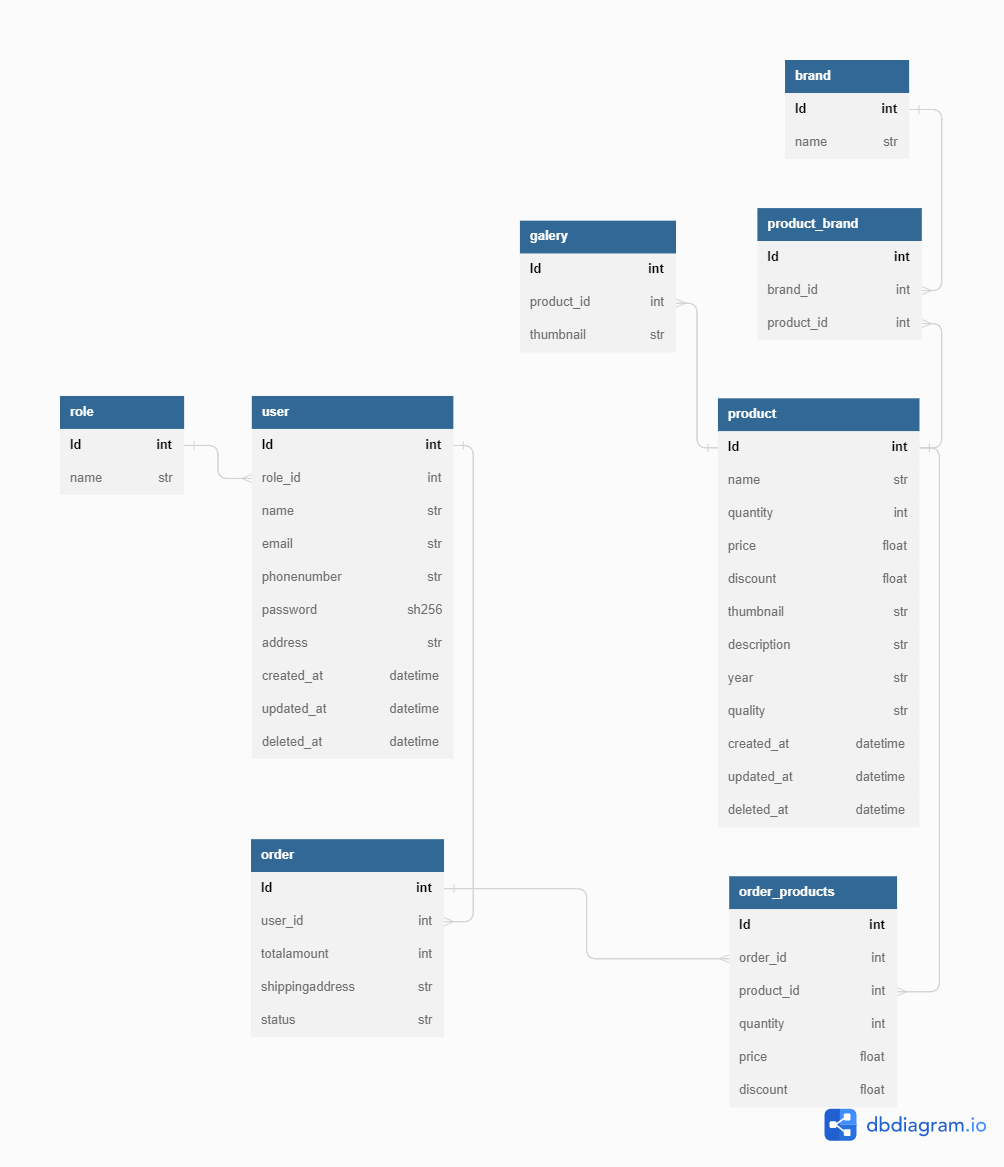 brand
Id int
name str
product_brand
Id int
brand_id int
product_id int
galery
Id int
product_id int
thumbnail str
role
Id int
name str
user
Id int
role_id int
name str
email str
phonenumber str
password sh256
address str
created_at datetime
updated_at datetime
deleted_at datetime
product
Id int
name str
quantity int
price float
discount float
thumbnail str
description str
year str
quality str
created_at datetime
updated_at datetime
deleted_at datetime
order
Id int
user_id int
totalamount int
shippingaddress str
status str
order_products
Id int
order_id int
product_id int
quantity int
price float
discount float
dbdiagram.io